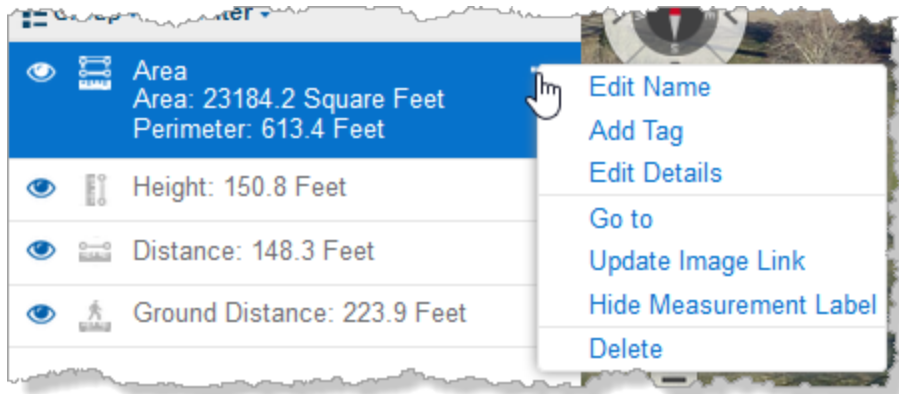 Area
Area: 23184.2 Square Feet
Perimeter: 613.4 Feet
Height: 150.8 Feet
Distance: 148.3 Feet
Ground Distance: 223.9 Feet
Edit Name
Add Tag
Edit Details
Go to
Update Image Link
Hide Measurement Label
Delete